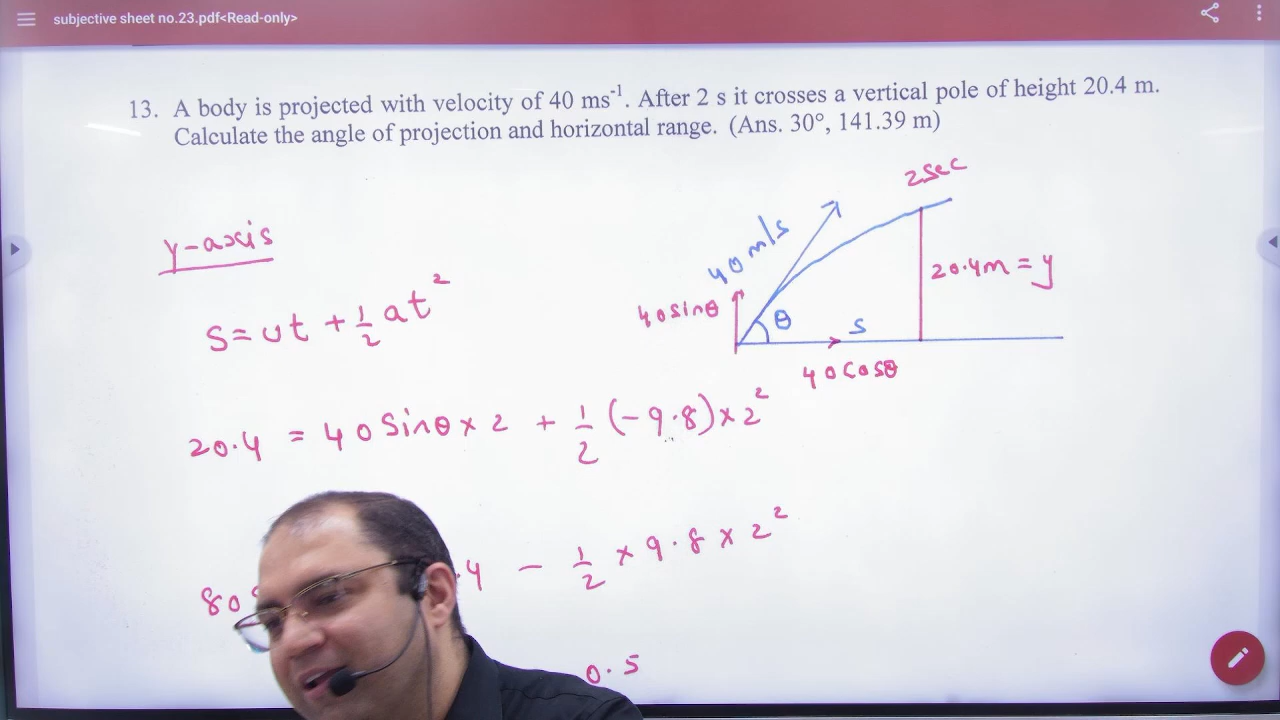 subjective sheet no.23.pdf<Read-only>
13. A body is projected with velocity of 40 ms⁻¹. After 2 s it crosses a vertical pole of height 20.4 m.
Calculate the angle of projection and horizontal range. (Ans. 30°, 141.39 m)
2sec
Y-axis
40 m/s
20.4m = y
S = ut + ½ at²
40sinθ
θ
s
40cosθ
20.4 = 40 Sinθ x 2 + ½ (-9.8) x 2²
80 .4 - ½ x 9.8 x 2²
0.5